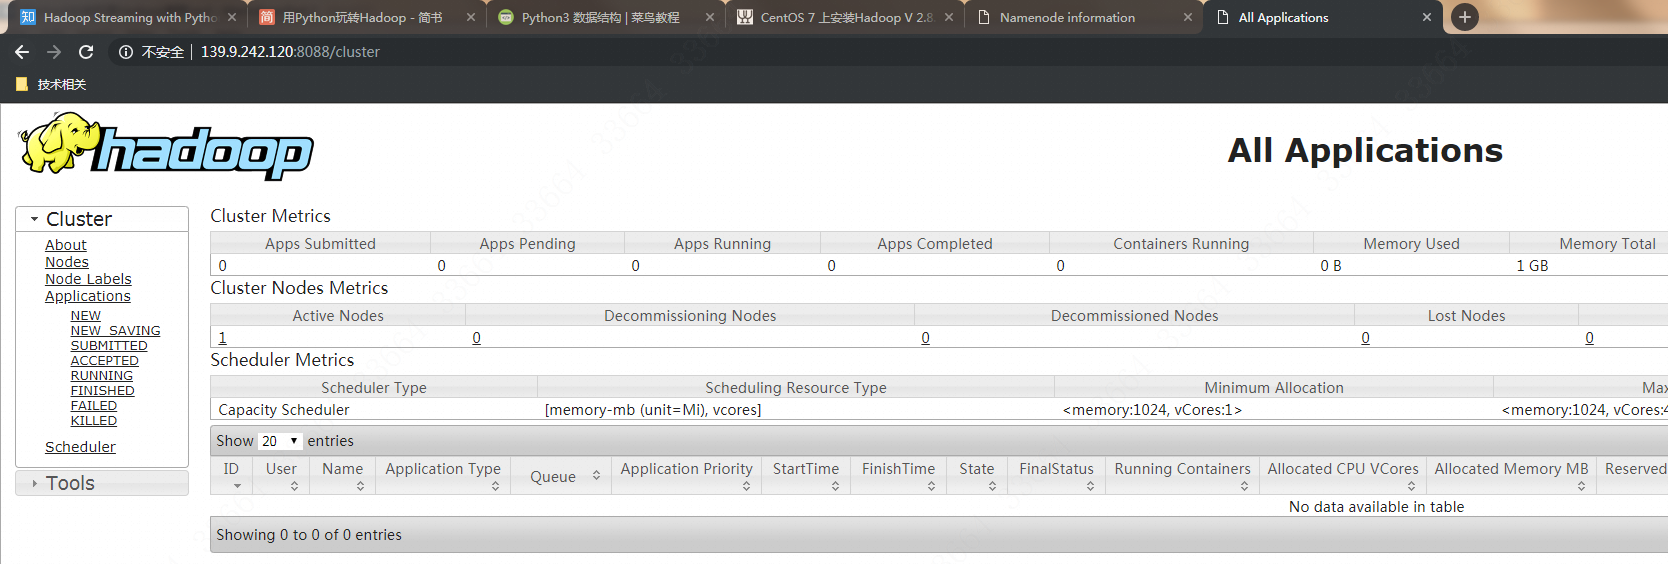 Hadoop Streaming with Pytho
用Python玩转Hadoop - 简书
Python3 数据结构 | 菜鸟教程
CentOS 7 上安装Hadoop V 2.8.
Namenode information
All Applications
不安全 | 139.9.242.120:8088/cluster
技术相关
hadoop
All Applications
Cluster
About
Nodes
Node Labels
Applications
NEW
NEW_SAVING
SUBMITTED
ACCEPTED
RUNNING
FINISHED
FAILED
KILLED
Scheduler
Tools
Cluster Metrics
Apps Submitted Apps Pending Apps Running Apps Completed Containers Running Memory Used Memory Total
0 0 0 0 0 0 B 1 GB
Cluster Nodes Metrics
Active Nodes Decommissioning Nodes Decommissioned Nodes Lost Nodes
1 0 0 0 0
Scheduler Metrics
Scheduler Type Scheduling Resource Type Minimum Allocation Max
Capacity Scheduler [memory-mb (unit=Mi), vcores] <memory:1024, vCores:1> <memory:1024, vCores:4
Show 20 entries
ID User Name Application Type Queue Application Priority StartTime FinishTime State FinalStatus Running Containers Allocated CPU VCores Allocated Memory MB Reserved
No data available in table
Showing 0 to 0 of 0 entries